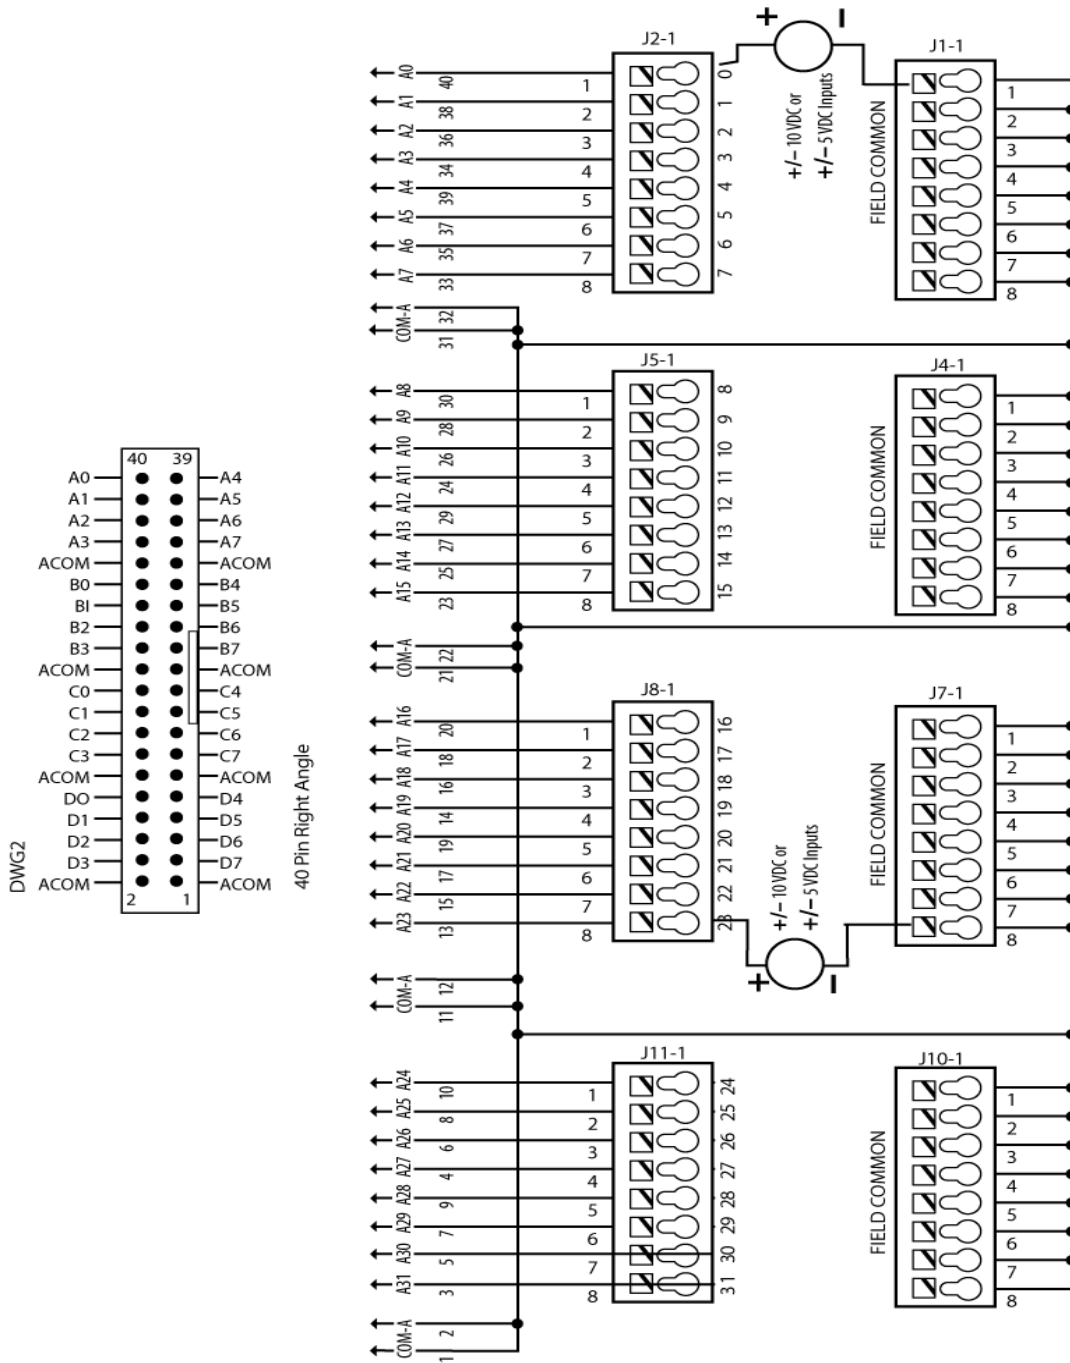 DWG2
40 39
A0 A4
A1 A5
A2 A6
A3 A7
ACOM ACOM
B0 B4
BI B5
B2 B6
B3 B7
ACOM ACOM
C0 C4
C1 C5
C2 C6
C3 C7
ACOM ACOM
DO D4
D1 D5
D2 D6
D3 D7
ACOM ACOM
2 1
40 Pin Right Angle
J2-1
A0 40 1 0
A1 38 2 1
A2 36 3 2
A3 34 4 3
A4 39 5 4
A5 37 6 5
A6 35 7 6
A7 33 8 7
COM-A 32
31
+ −
+/− 10 VDC or
+/− 5 VDC Inputs
J1-1
FIELD COMMON
1
2
3
4
5
6
7
8
J5-1
A8 30 1 8
A9 28 2 9
A10 26 3 10
A11 24 4 11
A12 29 5 12
A13 27 6 13
A14 25 7 14
A15 23 8 15
COM-A 22
21
J4-1
FIELD COMMON
1
2
3
4
5
6
7
8
J8-1
A16 20 1 16
A17 18 2 17
A18 16 3 18
A19 14 4 19
A20 19 5 20
A21 17 6 21
A22 15 7 22
A23 13 8 23
COM-A 12
11
+/− 10 VDC or
+/− 5 VDC Inputs
+ −
J7-1
FIELD COMMON
1
2
3
4
5
6
7
8
J11-1
A24 10 1 24
A25 8 2 25
A26 6 3 26
A27 4 4 27
A28 9 5 28
A29 7 6 29
A30 5 7 30
A31 3 8 31
COM-A 2
1
J10-1
FIELD COMMON
1
2
3
4
5
6
7
8